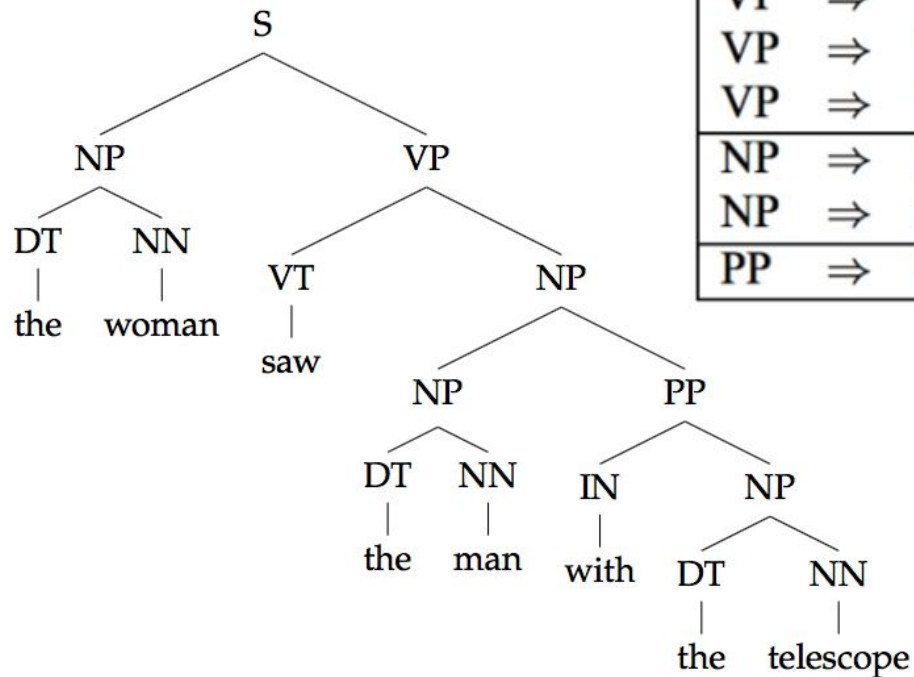 S
VP ⇒
VP ⇒
NP VP
NP ⇒
DT NN
NP ⇒
VT NP
PP ⇒
the woman
saw
NP PP
DT NN IN NP
the man with DT NN
the telescope